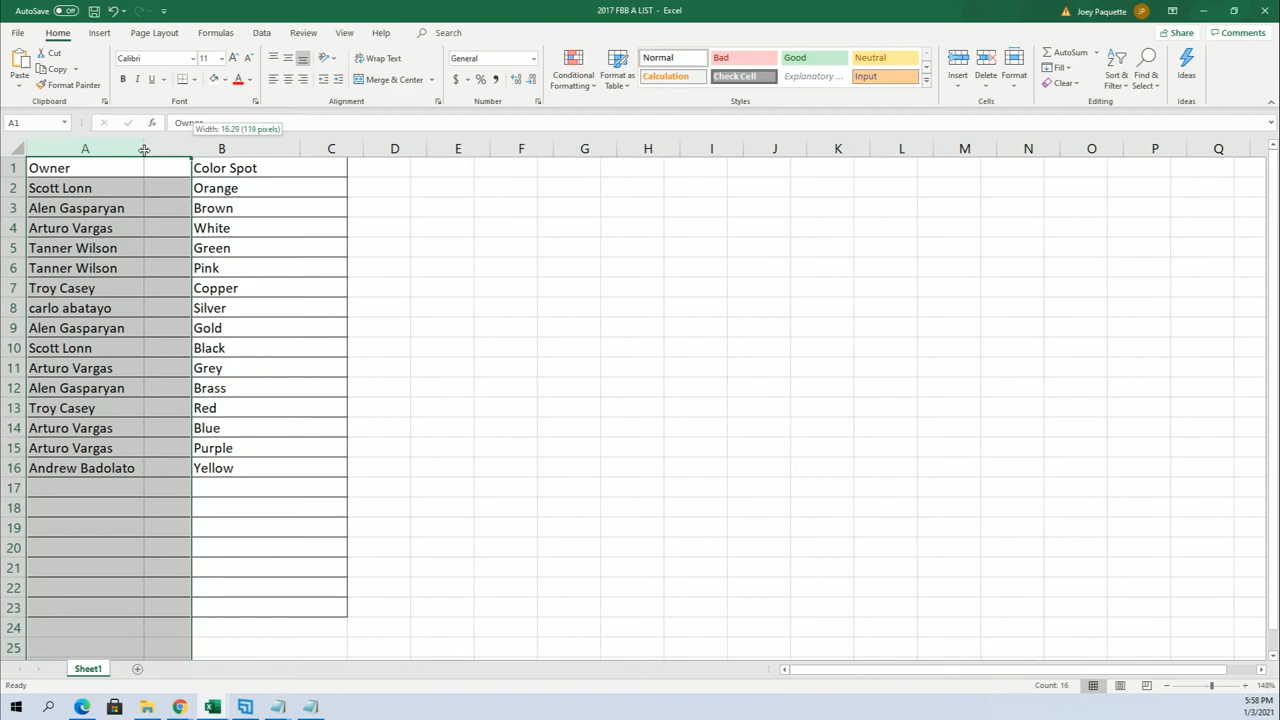 AutoSave Off 2017 FBB A LIST - Excel Joey Paquette JP
File Home Insert Page Layout Formulas Data Review View Help Search Share Comments
Paste Cut Copy Format Painter Clipboard
Calibri 11 B I U A Font
Wrap Text Merge & Center Alignment
General $ % Number
Conditional Formatting Format as Table
Normal Bad Good Neutral
Calculation Check Cell Explanatory ... Input
Styles
Insert Delete Format Cells
AutoSum Fill Clear Sort & Filter Find & Select Editing
Ideas Ideas
A1 fx Owner
Width: 16.29 (119 pixels)
A B C D E F G H I J K L M N O P Q
1 Owner Color Spot
2 Scott Lonn Orange
3 Alen Gasparyan Brown
4 Arturo Vargas White
5 Tanner Wilson Green
6 Tanner Wilson Pink
7 Troy Casey Copper
8 carlo abatayo Silver
9 Alen Gasparyan Gold
10 Scott Lonn Black
11 Arturo Vargas Grey
12 Alen Gasparyan Brass
13 Troy Casey Red
14 Arturo Vargas Blue
15 Arturo Vargas Purple
16 Andrew Badolato Yellow
17
18
19
20
21
22
23
24
25
Sheet1
Ready Count: 16 148%
5:58 PM
1/3/2021